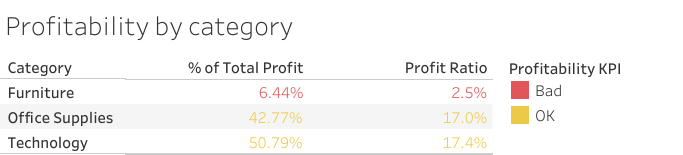 Profitability by category
Category % of Total Profit Profit Ratio Profitability KPI
Furniture 6.44% 2.5% Bad
Office Supplies 42.77% 17.0% OK
Technology 50.79% 17.4%